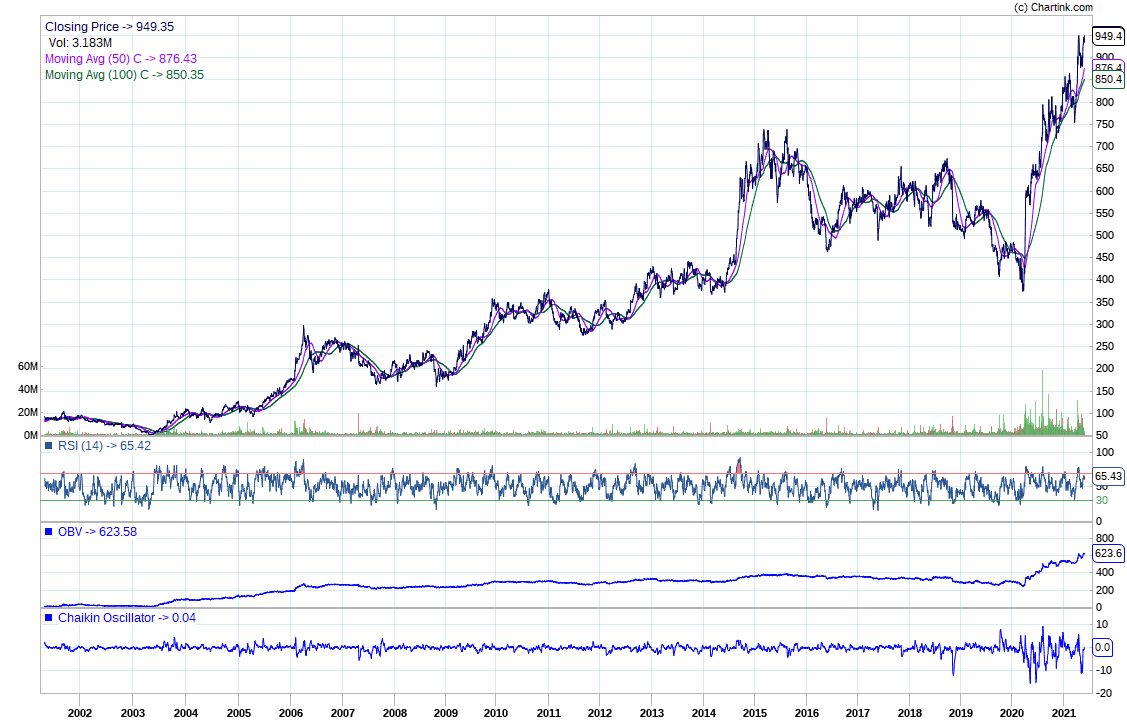 (c) Chartink.com
Closing Price -> 949.35
Vol: 3.183M
Moving Avg (50) C -> 876.43
Moving Avg (100) C -> 850.35
949.4
900
876.4
850.4
800
750
700
650
600
550
500
450
400
350
300
250
200
150
100
50
60M
40M
20M
0M
RSI (14) -> 65.42
100
65.43
50
30
0
OBV -> 623.58
800
623.6
400
200
0
Chaikin Oscillator -> 0.04
10
0.0
-10
-20
2002 2003 2004 2005 2006 2007 2008 2009 2010 2011 2012 2013 2014 2015 2016 2017 2018 2019 2020 2021